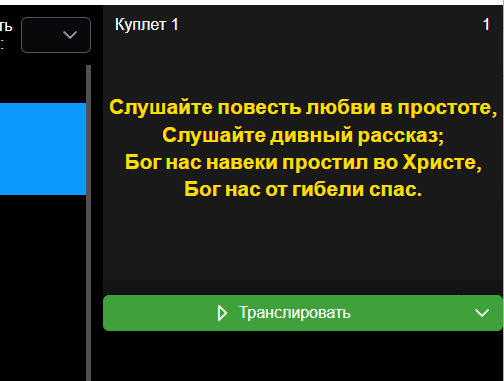 ть
:
Куплет 1
1
Слушайте повесть любви в простоте,
Слушайте дивный рассказ;
Бог нас навеки простил во Христе,
Бог нас от гибели спас.
Транслировать